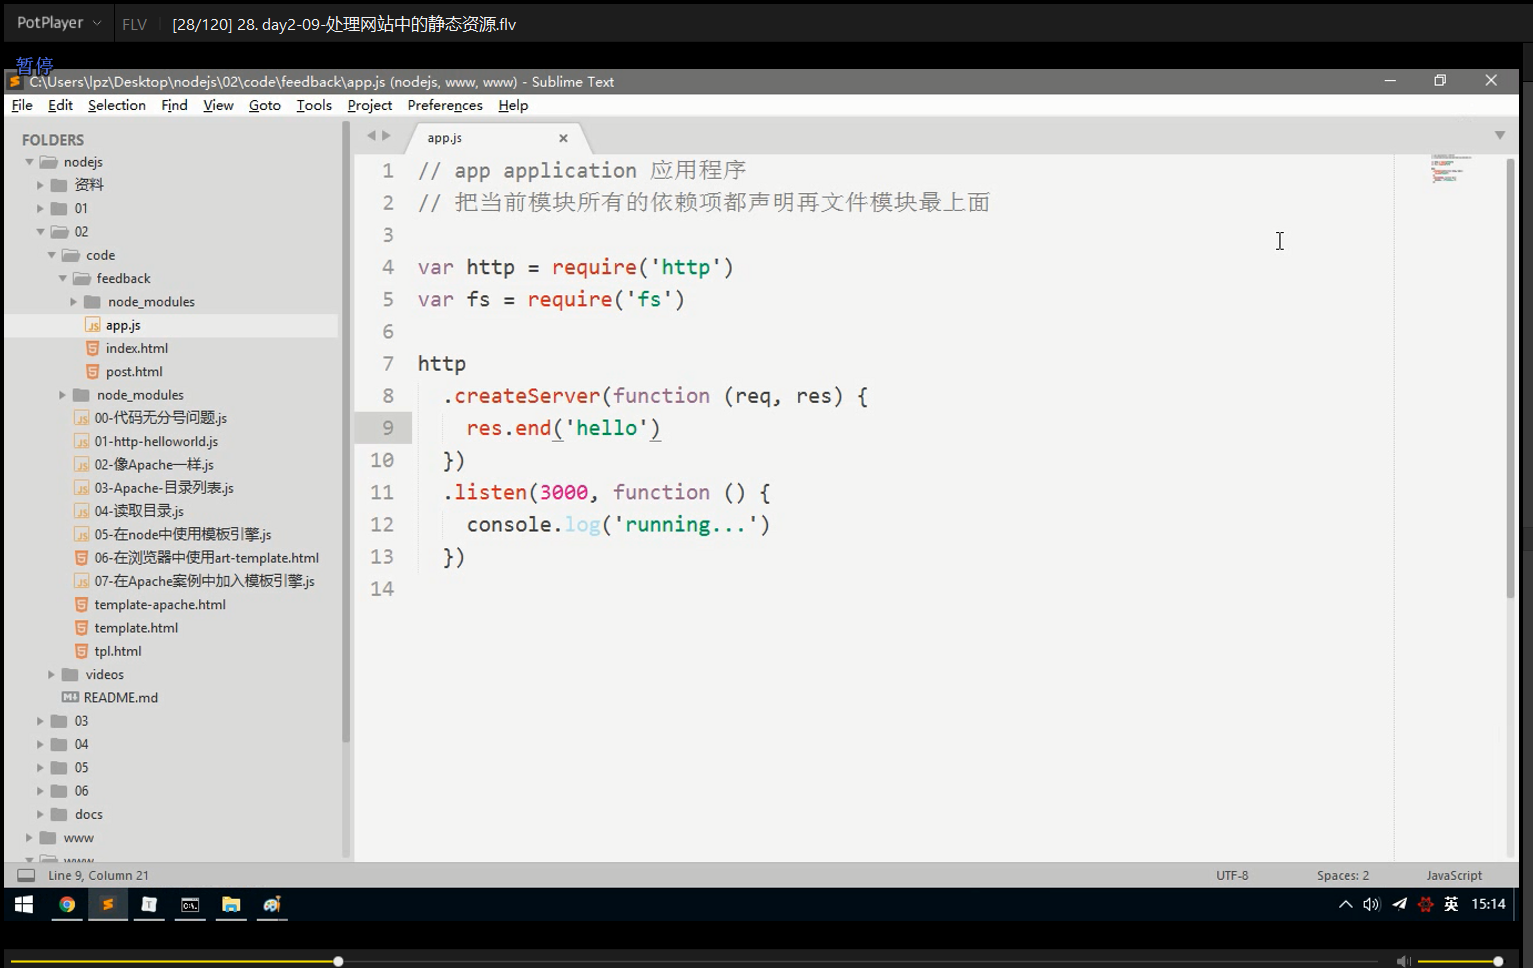 PotPlayer FLV [28/120] 28. day2-09-处理网站中的静态资源.flv
暂停
C:\Users\lpz\Desktop\nodejs\02\code\feedback\app.js (nodejs, www, www) - Sublime Text
File Edit Selection Find View Goto Tools Project Preferences Help
FOLDERS
nodejs
资料
01
02
code
feedback
node_modules
app.js
index.html
post.html
node_modules
00-代码无分号问题.js
01-http-helloworld.js
02-像Apache一样.js
03-Apache-目录列表.js
04-读取目录.js
05-在node中使用模板引擎.js
06-在浏览器中使用art-template.html
07-在Apache案例中加入模板引擎.js
template-apache.html
template.html
tpl.html
videos
README.md
03
04
05
06
docs
www
www
app.js
1 // app application 应用程序
2 // 把当前模块所有的依赖项都声明再文件模块最上面
3
4 var http = require('http')
5 var fs = require('fs')
6
7 http
8 .createServer(function (req, res) {
9 res.end('hello')
10 })
11 .listen(3000, function () {
12 console.log('running...')
13 })
14
Line 9, Column 21 UTF-8 Spaces: 2 JavaScript
英 15:14